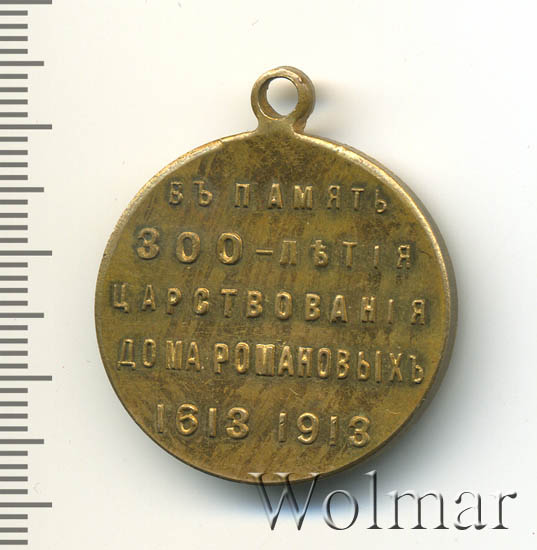 ВЪ ПАМЯТЬ
300-ЛѢТІЯ
ЦАРСТВОВАНІЯ
ДОМА РОМАНОВЫХЪ
1613 1913
Wolmar